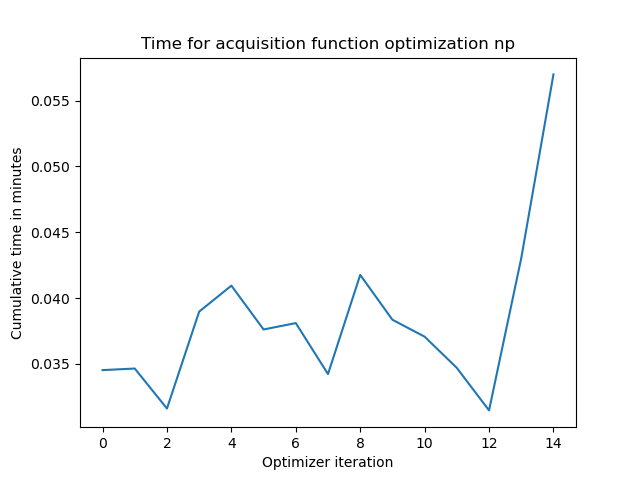 Time for acquisition function optimization np
Cumulative time in minutes
0.055
0.050
0.045
0.040
0.035
0 2 4 6 8 10 12 14
Optimizer iteration